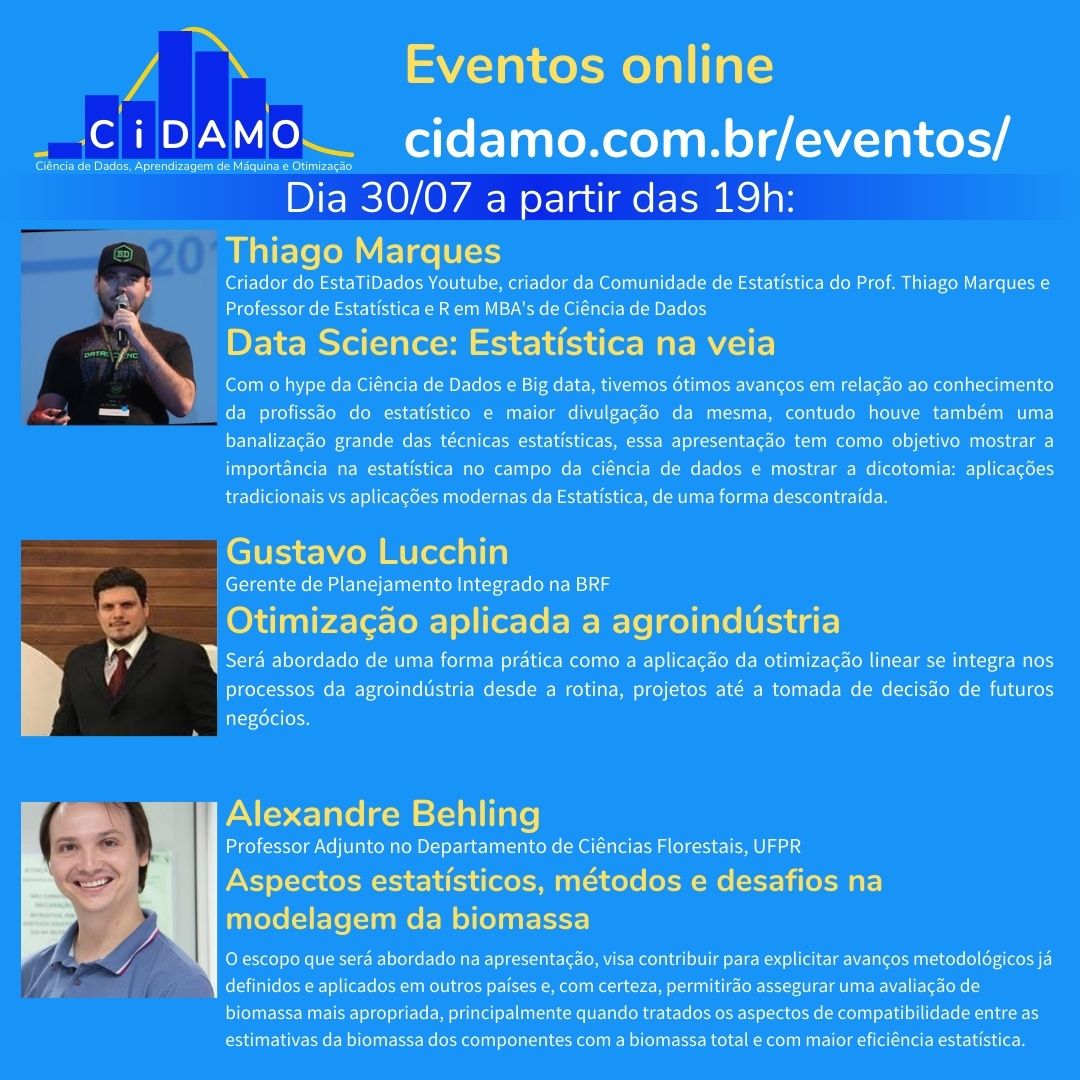 CiDAMO
Ciência de Dados, Aprendizagem de Máquina e Otimização
Eventos online
cidamo.com.br/eventos/
Dia 30/07 a partir das 19h:
BD
201
DATA SCIENC
Thiago Marques
Criador do EstaTiDados Youtube, criador da Comunidade de Estatística do Prof. Thiago Marques e
Professor de Estatística e R em MBA's de Ciência de Dados
Data Science: Estatística na veia
Com o hype da Ciência de Dados e Big data, tivemos ótimos avanços em relação ao conhecimento
da profissão do estatístico e maior divulgação da mesma, contudo houve também uma
banalização grande das técnicas estatísticas, essa apresentação tem como objetivo mostrar a
importância na estatística no campo da ciência de dados e mostrar a dicotomia: aplicações
tradicionais vs aplicações modernas da Estatística, de uma forma descontraída.
Gustavo Lucchin
Gerente de Planejamento Integrado na BRF
Otimização aplicada a agroindústria
Será abordado de uma forma prática como a aplicação da otimização linear se integra nos
processos da agroindústria desde a rotina, projetos até a tomada de decisão de futuros
negócios.
Alexandre Behling
Professor Adjunto no Departamento de Ciências Florestais, UFPR
Aspectos estatísticos, métodos e desafios na
modelagem da biomassa
O escopo que será abordado na apresentação, visa contribuir para explicitar avanços metodológicos já
definidos e aplicados em outros países e, com certeza, permitirão assegurar uma avaliação de
biomassa mais apropriada, principalmente quando tratados os aspectos de compatibilidade entre as
estimativas da biomassa dos componentes com a biomassa total e com maior eficiência estatística.